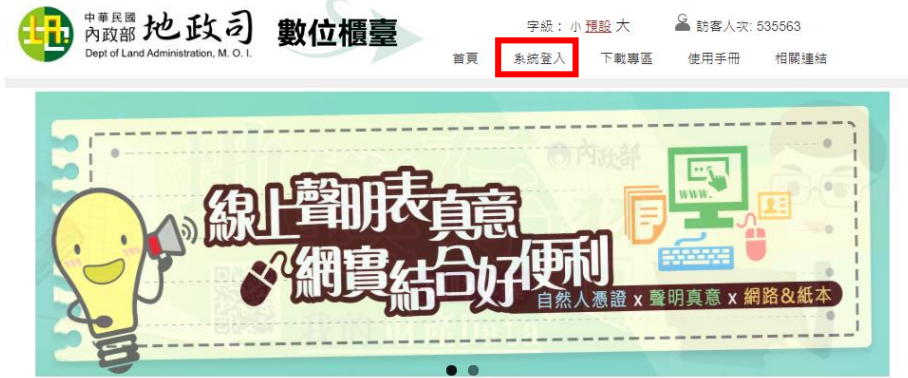 中華民國
內政部 地政司 數位櫃臺
Dept of Land Administration, M. O. I.
字級： 小 預設 大 訪客人次: 535563
首頁 系統登入 下載專區 使用手冊 相關連結
內政部
www.
線上聲明表真意
網實結合好便利
自然人憑證 x 聲明真意 x 網路&紙本